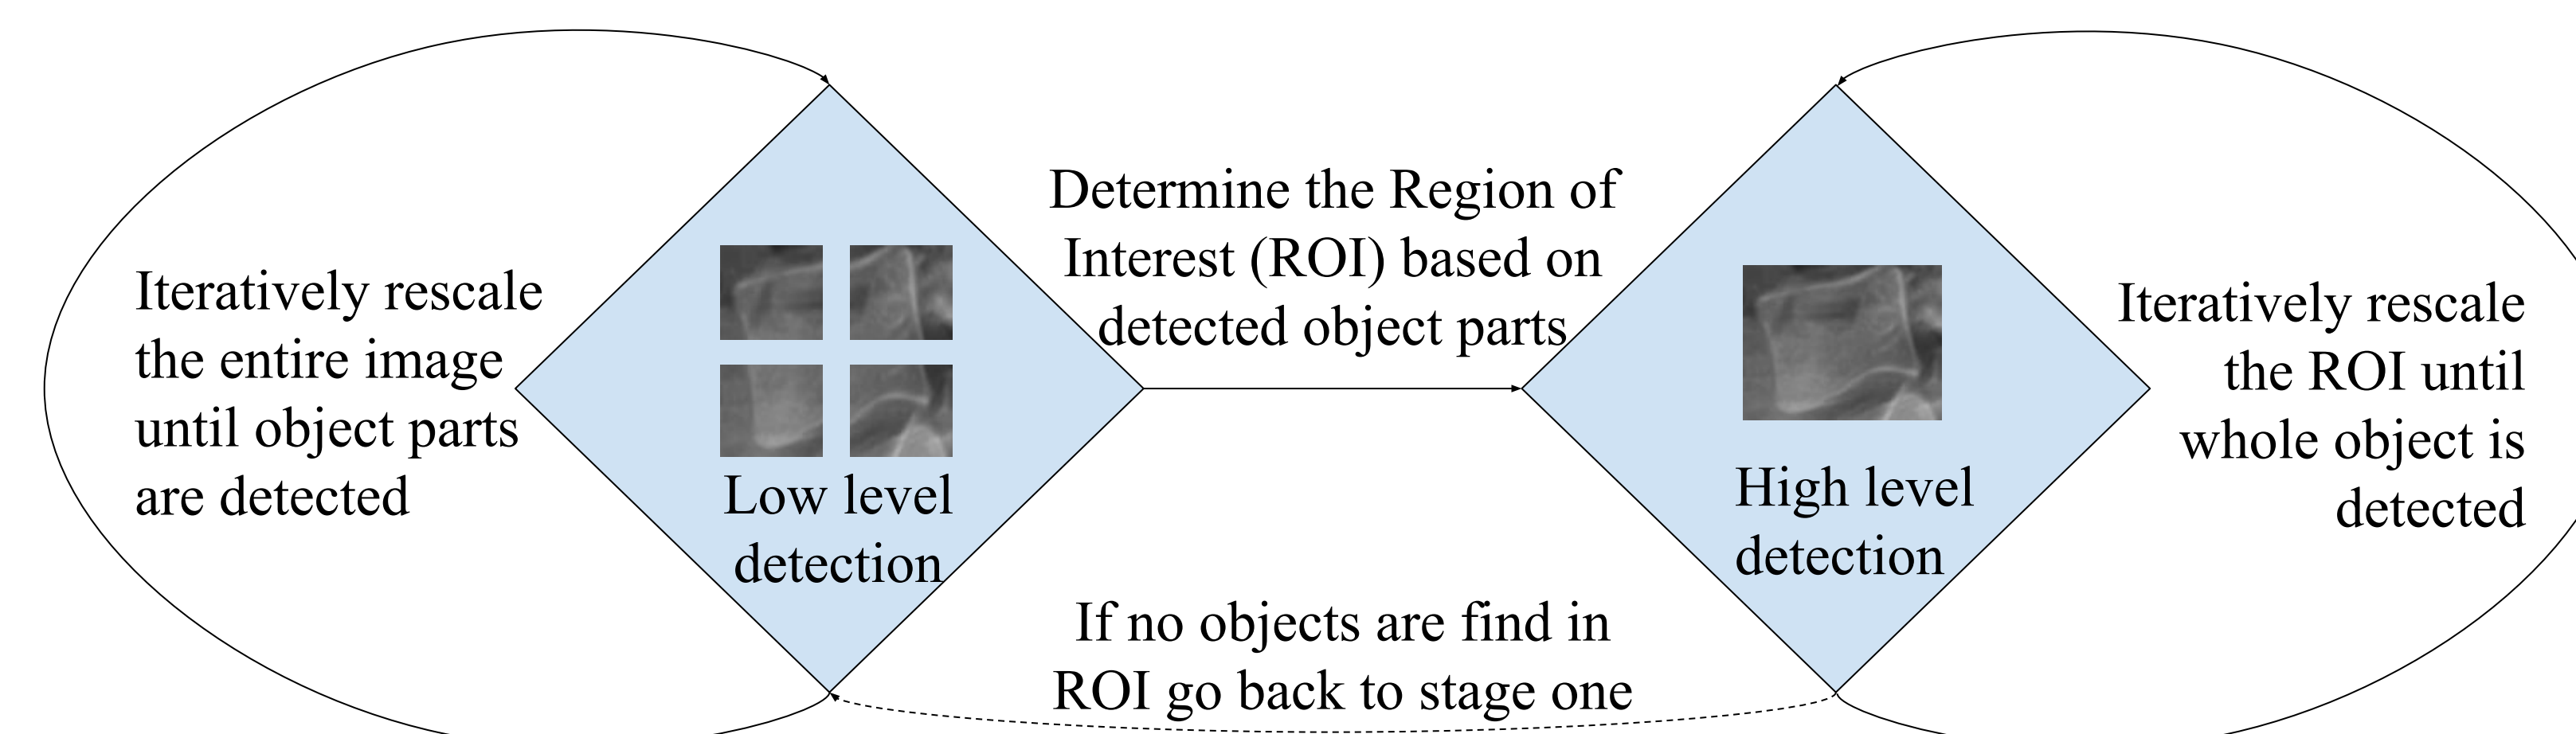 Iteratively rescale
the entire image
until object parts
are detected
Low level
detection
Determine the Region of
Interest (ROI) based on
detected object parts
If no objects are find in
ROI go back to stage one
High level
detection
Iteratively rescale
the ROI until
whole object is
detected